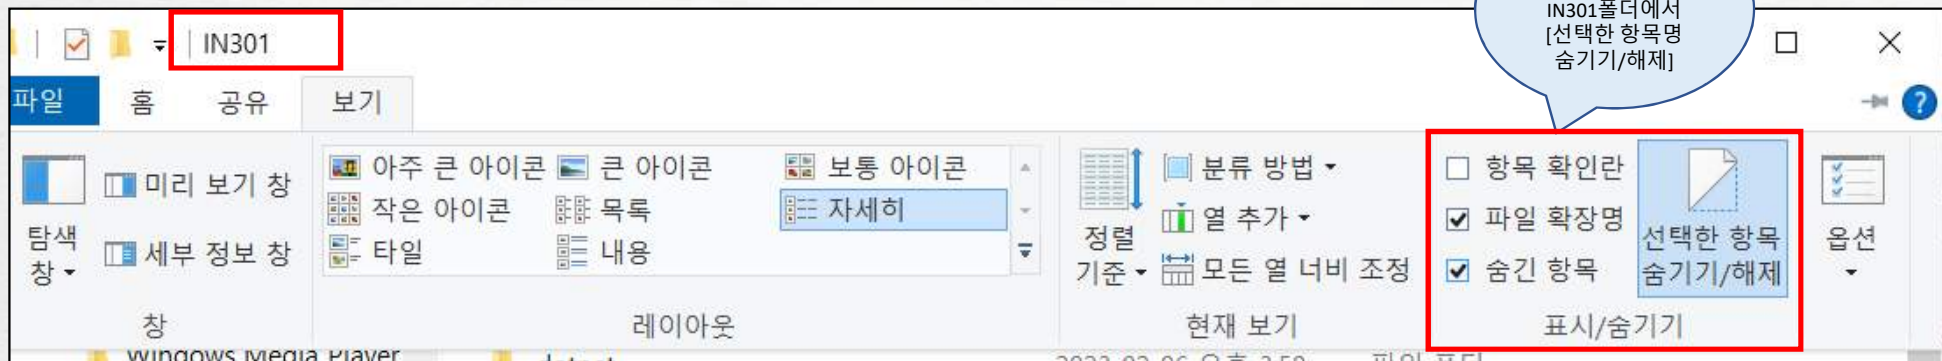 IN301폴더에서
[선택한 항목명
숨기기/해제]
IN301
파일 홈 공유 보기
탐색
창
미리 보기 창
세부 정보 창
창
아주 큰 아이콘 큰 아이콘 보통 아이콘
작은 아이콘 목록 자세히
타일 내용
레이아웃
정렬
기준
분류 방법
열 추가
모든 열 너비 조정
현재 보기
항목 확인란
파일 확장명
숨긴 항목
선택한 항목
숨기기/해제
표시/숨기기
옵션
Windows Media Player